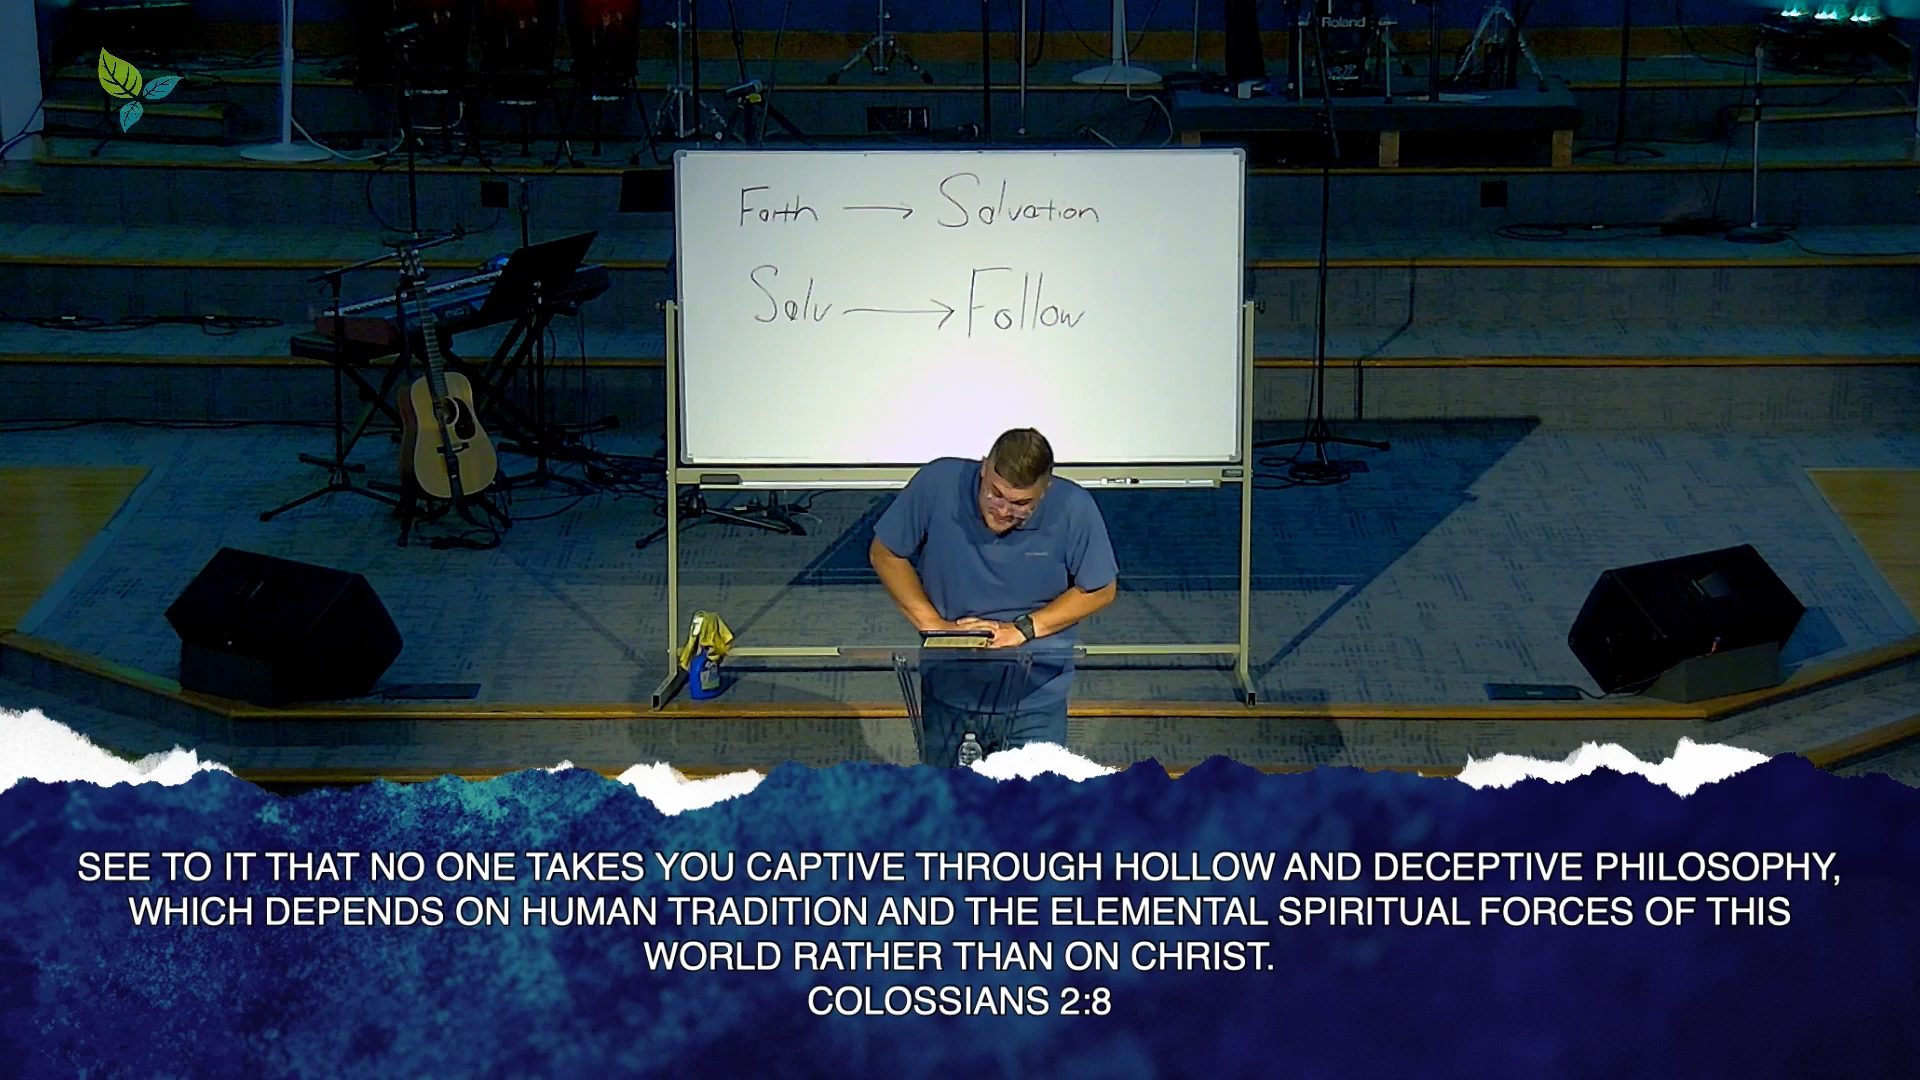 Roland
Faith → Salvation
Salv → Follow
SEE TO IT THAT NO ONE TAKES YOU CAPTIVE THROUGH HOLLOW AND DECEPTIVE PHILOSOPHY,
WHICH DEPENDS ON HUMAN TRADITION AND THE ELEMENTAL SPIRITUAL FORCES OF THIS
WORLD RATHER THAN ON CHRIST.
COLOSSIANS 2:8